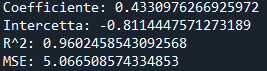 Coefficiente: 0.4330976266925972
Intercetta: -0.8114447571273189
R^2: 0.9602458543092568
MSE: 5.066508574334853